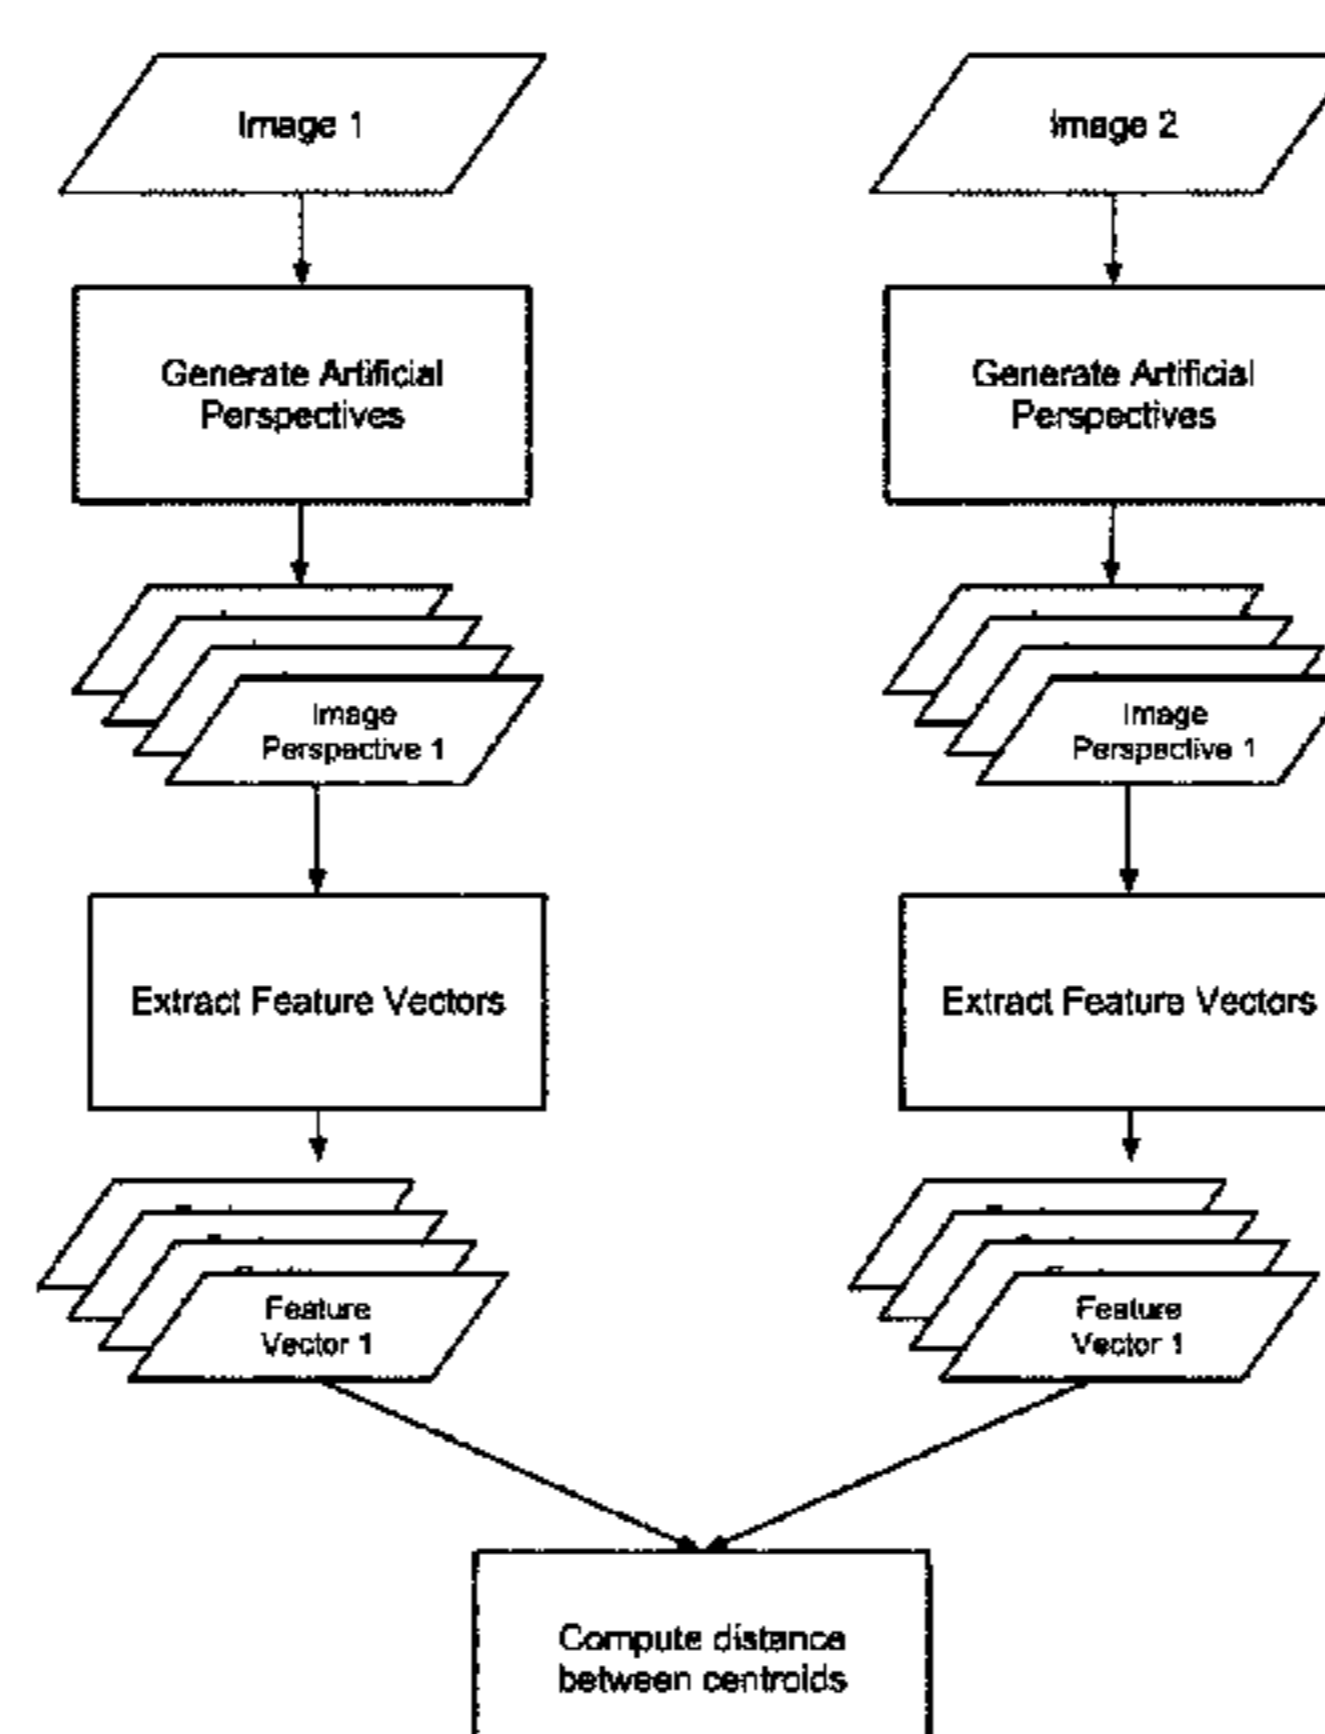 Image 1
Image 2
Generate Artificial
Perspectives
Generate Artificial
Perspectives
Image
Perspective 1
Image
Perspective 1
Extract Feature Vectors
Extract Feature Vectors
Feature
Vector 1
Feature
Vector 1
Compute distance
between centroids